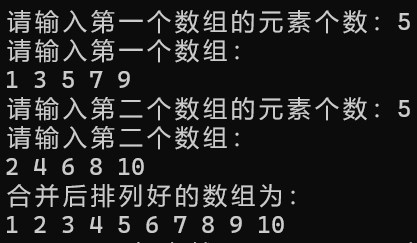 请输入第一个数组的元素个数：5
请输入第一个数组：
1 3 5 7 9
请输入第二个数组的元素个数：5
请输入第二个数组：
2 4 6 8 10
合并后排列好的数组为：
1 2 3 4 5 6 7 8 9 10